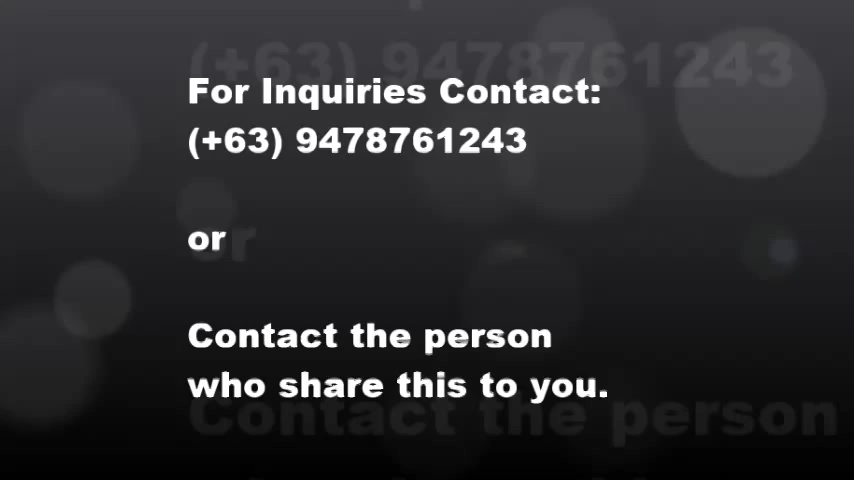 For Inquiries Contact:
(+63) 9478761243
or
Contact the person
who share this to you.